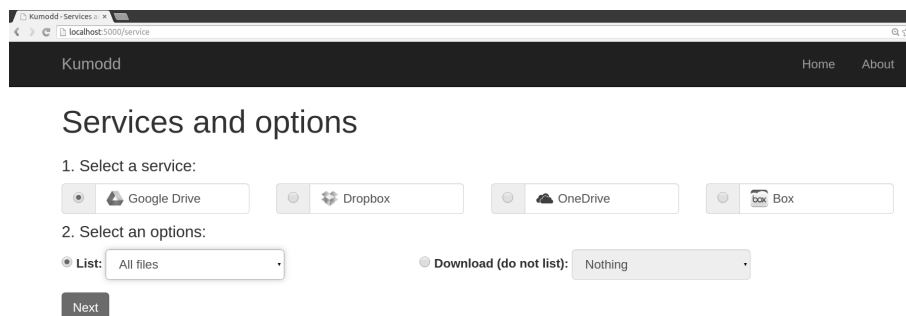 Kumodd - Services a
localhost:5000/service
Kumodd Home About
Services and options
1. Select a service:
Google Drive Dropbox OneDrive box Box
2. Select an options:
List: All files Download (do not list): Nothing
Next